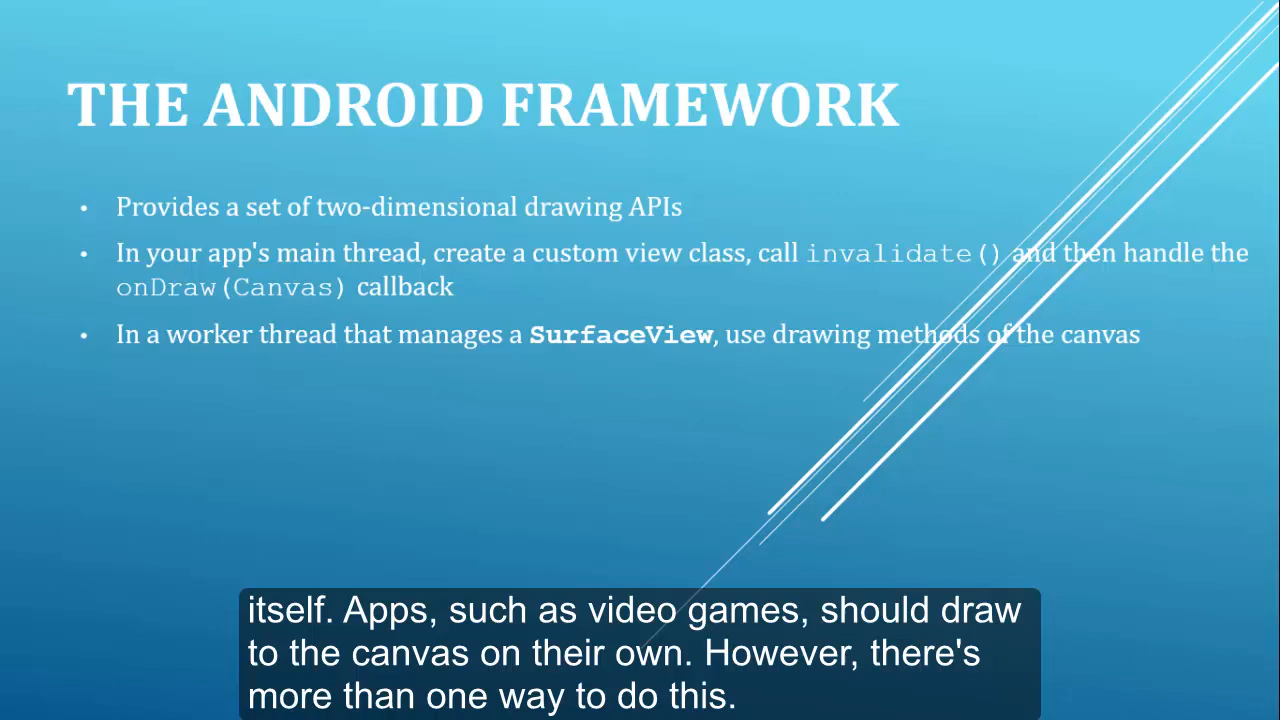 THE ANDROID FRAMEWORK
• Provides a set of two-dimensional drawing APIs
• In your app's main thread, create a custom view class, call invalidate() and then handle the
onDraw(Canvas) callback
• In a worker thread that manages a SurfaceView, use drawing methods of the canvas
itself. Apps, such as video games, should draw
to the canvas on their own. However, there's
more than one way to do this.